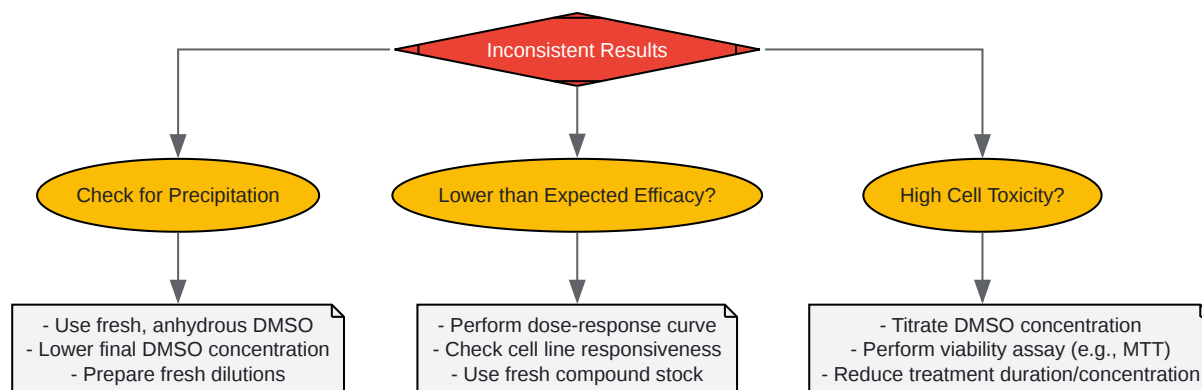 Inconsistent Results
Check for Precipitation
Lower than Expected Efficacy?
High Cell Toxicity?
- Use fresh, anhydrous DMSO
- Lower final DMSO concentration
- Prepare fresh dilutions
- Perform dose-response curve
- Check cell line responsiveness
- Use fresh compound stock
- Titrate DMSO concentration
- Perform viability assay (e.g., MTT)
- Reduce treatment duration/concentration